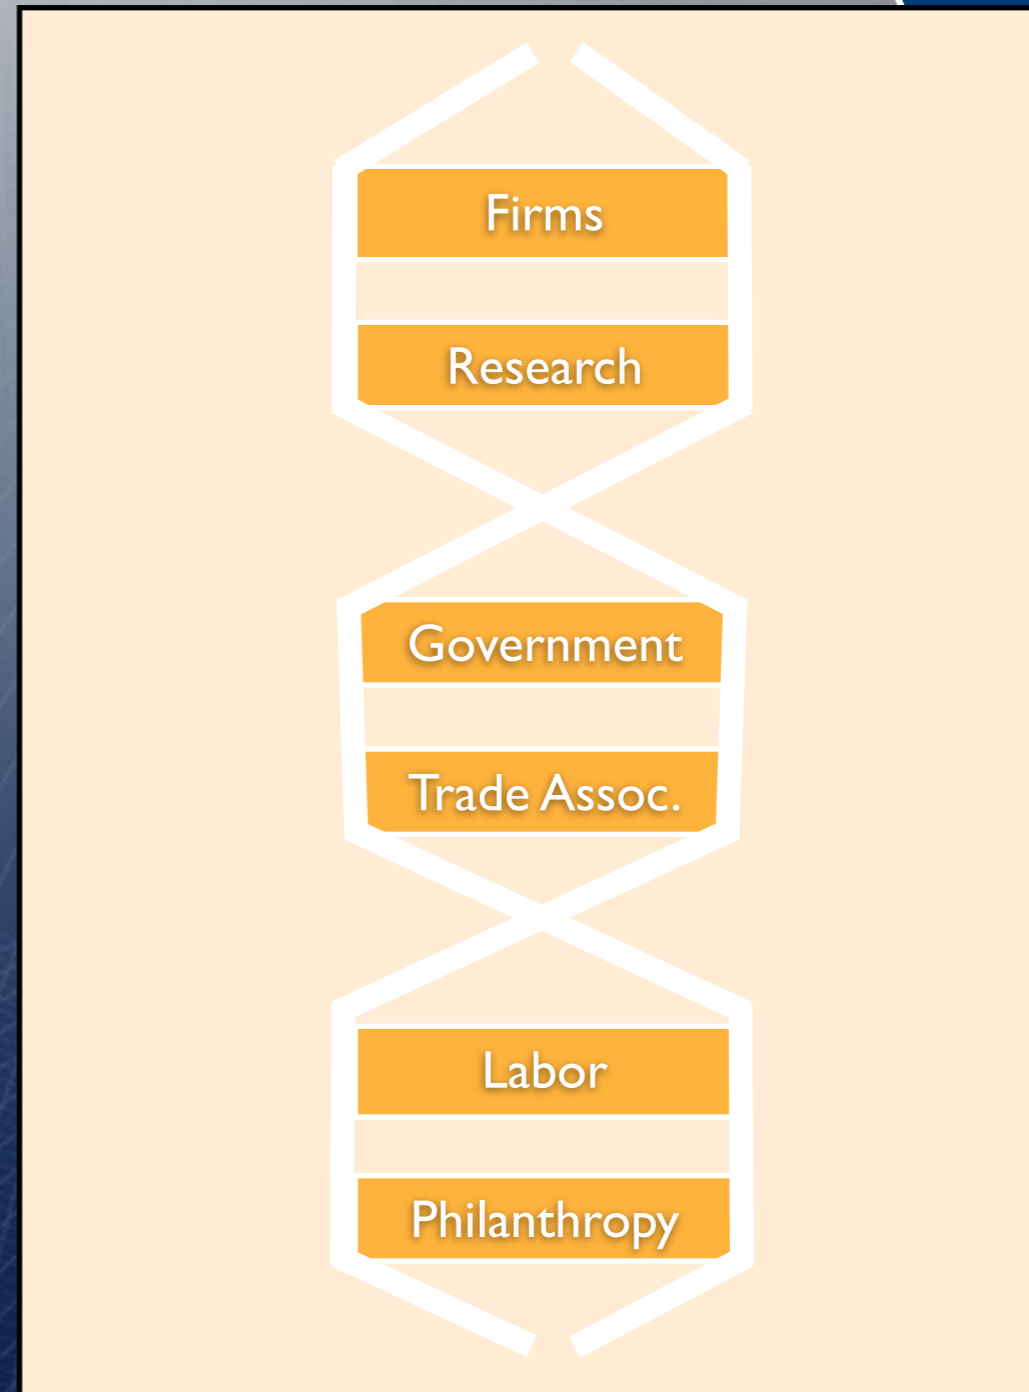 Firms
Research
Government
Trade Assoc.
Labor
Philanthropy